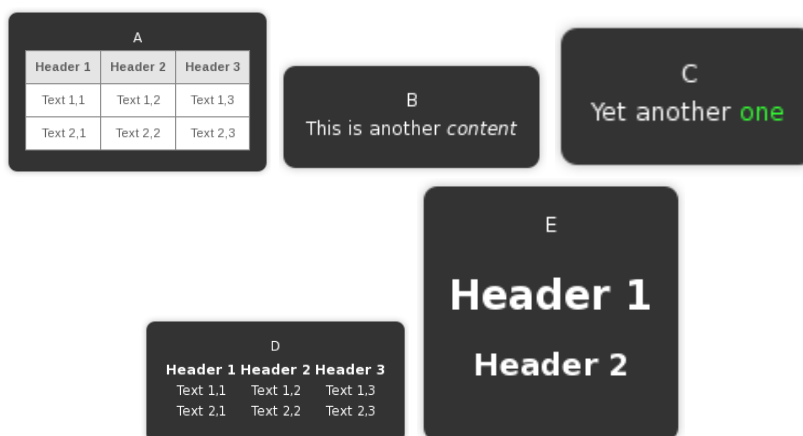 A
Header 1 Header 2 Header 3
Text 1,1 Text 1,2 Text 1,3
Text 2,1 Text 2,2 Text 2,3
B
This is another content
C
Yet another one
D
Header 1 Header 2 Header 3
Text 1,1 Text 1,2 Text 1,3
Text 2,1 Text 2,2 Text 2,3
E
Header 1
Header 2